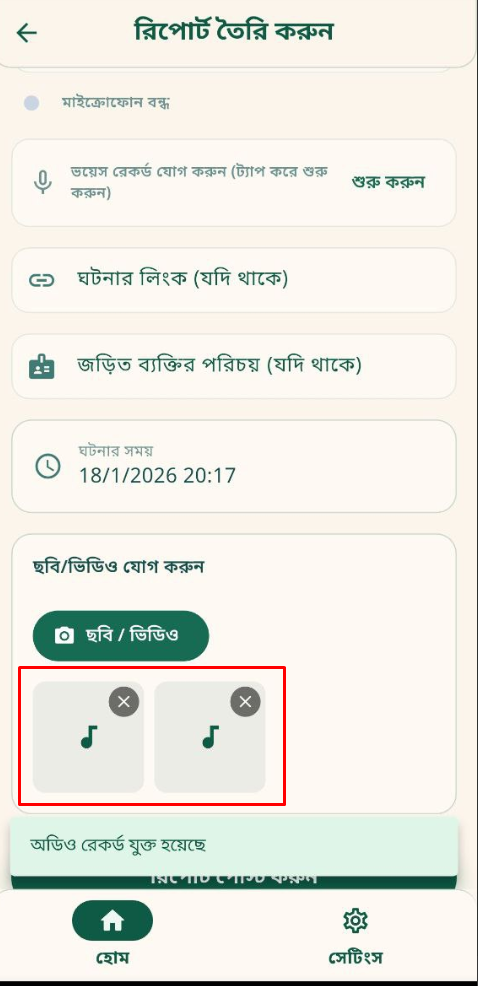 রিপোর্ট তৈরি করুন
মাইক্রোফোন বন্ধ
ভয়েস রেকর্ড যোগ করুন (ট্যাপ করে শুরু
করুন)
শুরু করুন
ঘটনার লিংক (যদি থাকে)
জড়িত ব্যক্তির পরিচয় (যদি থাকে)
ঘটনার সময়
18/1/2026 20:17
ছবি/ভিডিও যোগ করুন
ছবি / ভিডিও
অডিও রেকর্ড যুক্ত হয়েছে
রিপোর্ট পোস্ট করুন
হোম
সেটিংস